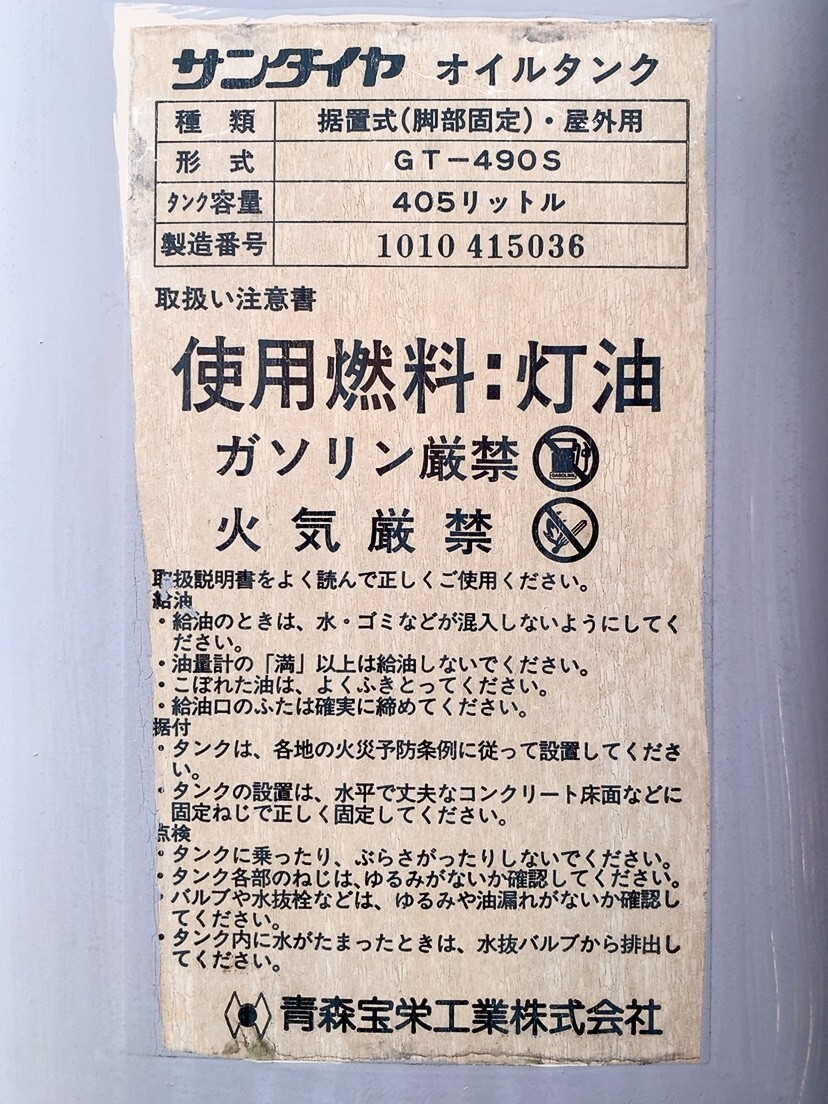 サンダイヤ オイルタンク
種 類 据置式(脚部固定)・屋外用
形 式 GT-490S
タンク容量 405リットル
製造番号 1010 415036
取扱い注意書
使用燃料:灯油
ガソリン厳禁
GASOLINE
火気厳禁
取扱説明書をよく読んで正しくご使用ください。
給油
・給油のときは、水・ゴミなどが混入しないようにしてく
ださい。
・油量計の「満」以上は給油しないでください。
・こぼれた油は、よくふきとってください。
・給油口のふたは確実に締めてください。
据付
・タンクは、各地の火災予防条例に従って設置してくださ
い。
・タンクの設置は、水平で丈夫なコンクリート床面などに
固定ねじで正しく固定してください。
点検
・タンクに乗ったり、ぶらさがったりしないでください。
・タンク各部のねじは、ゆるみがないか確認してください。
・バルブや水抜栓などは、ゆるみや油漏れがないか確認し
てください。
・タンク内に水がたまったときは、水抜バルブから排出し
てください。
青森宝栄工業株式会社